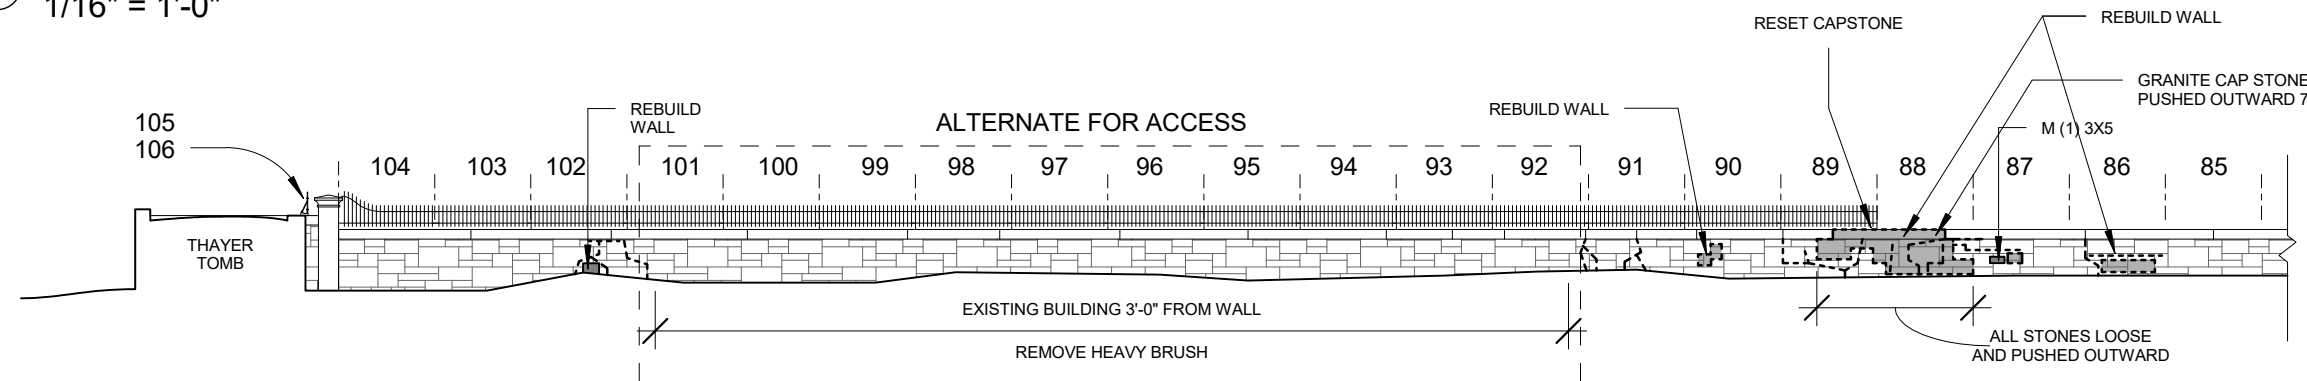 1/16" = 1'-0"
RESET CAPSTONE
REBUILD WALL
GRANITE CAP STONE
PUSHED OUTWARD 7
M (1) 3X5
REBUILD
WALL
ALTERNATE FOR ACCESS
REBUILD WALL
105
106
104 103 102 101 100 99 98 97 96 95 94 93 92 91 90 89 88 87 86 85
THAYER
TOMB
EXISTING BUILDING 3'-0" FROM WALL
REMOVE HEAVY BRUSH
ALL STONES LOOSE
AND PUSHED OUTWARD